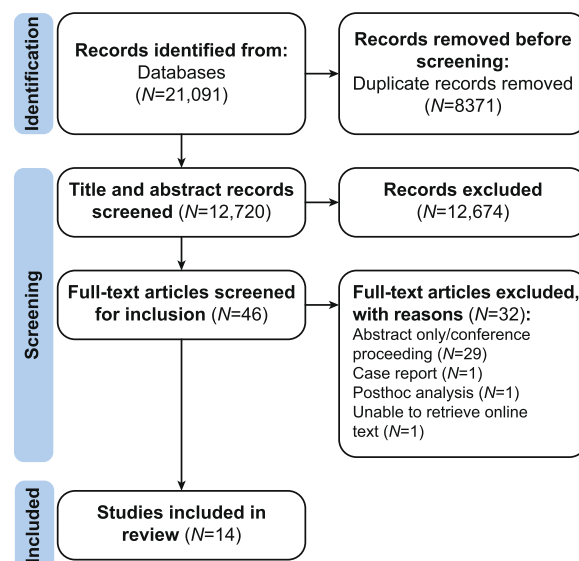 Identification
Records identified from:
Databases
(N=21,091)
Records removed before
screening:
Duplicate records removed
(N=8371)
Screening
Title and abstract records
screened (N=12,720)
Records excluded
(N=12,674)
Full-text articles screened
for inclusion (N=46)
Full-text articles excluded,
with reasons (N=32):
Abstract only/conference
proceeding (N=29)
Case report (N=1)
Posthoc analysis (N=1)
Unable to retrieve online
text (N=1)
Included
Studies included in
review (N=14)